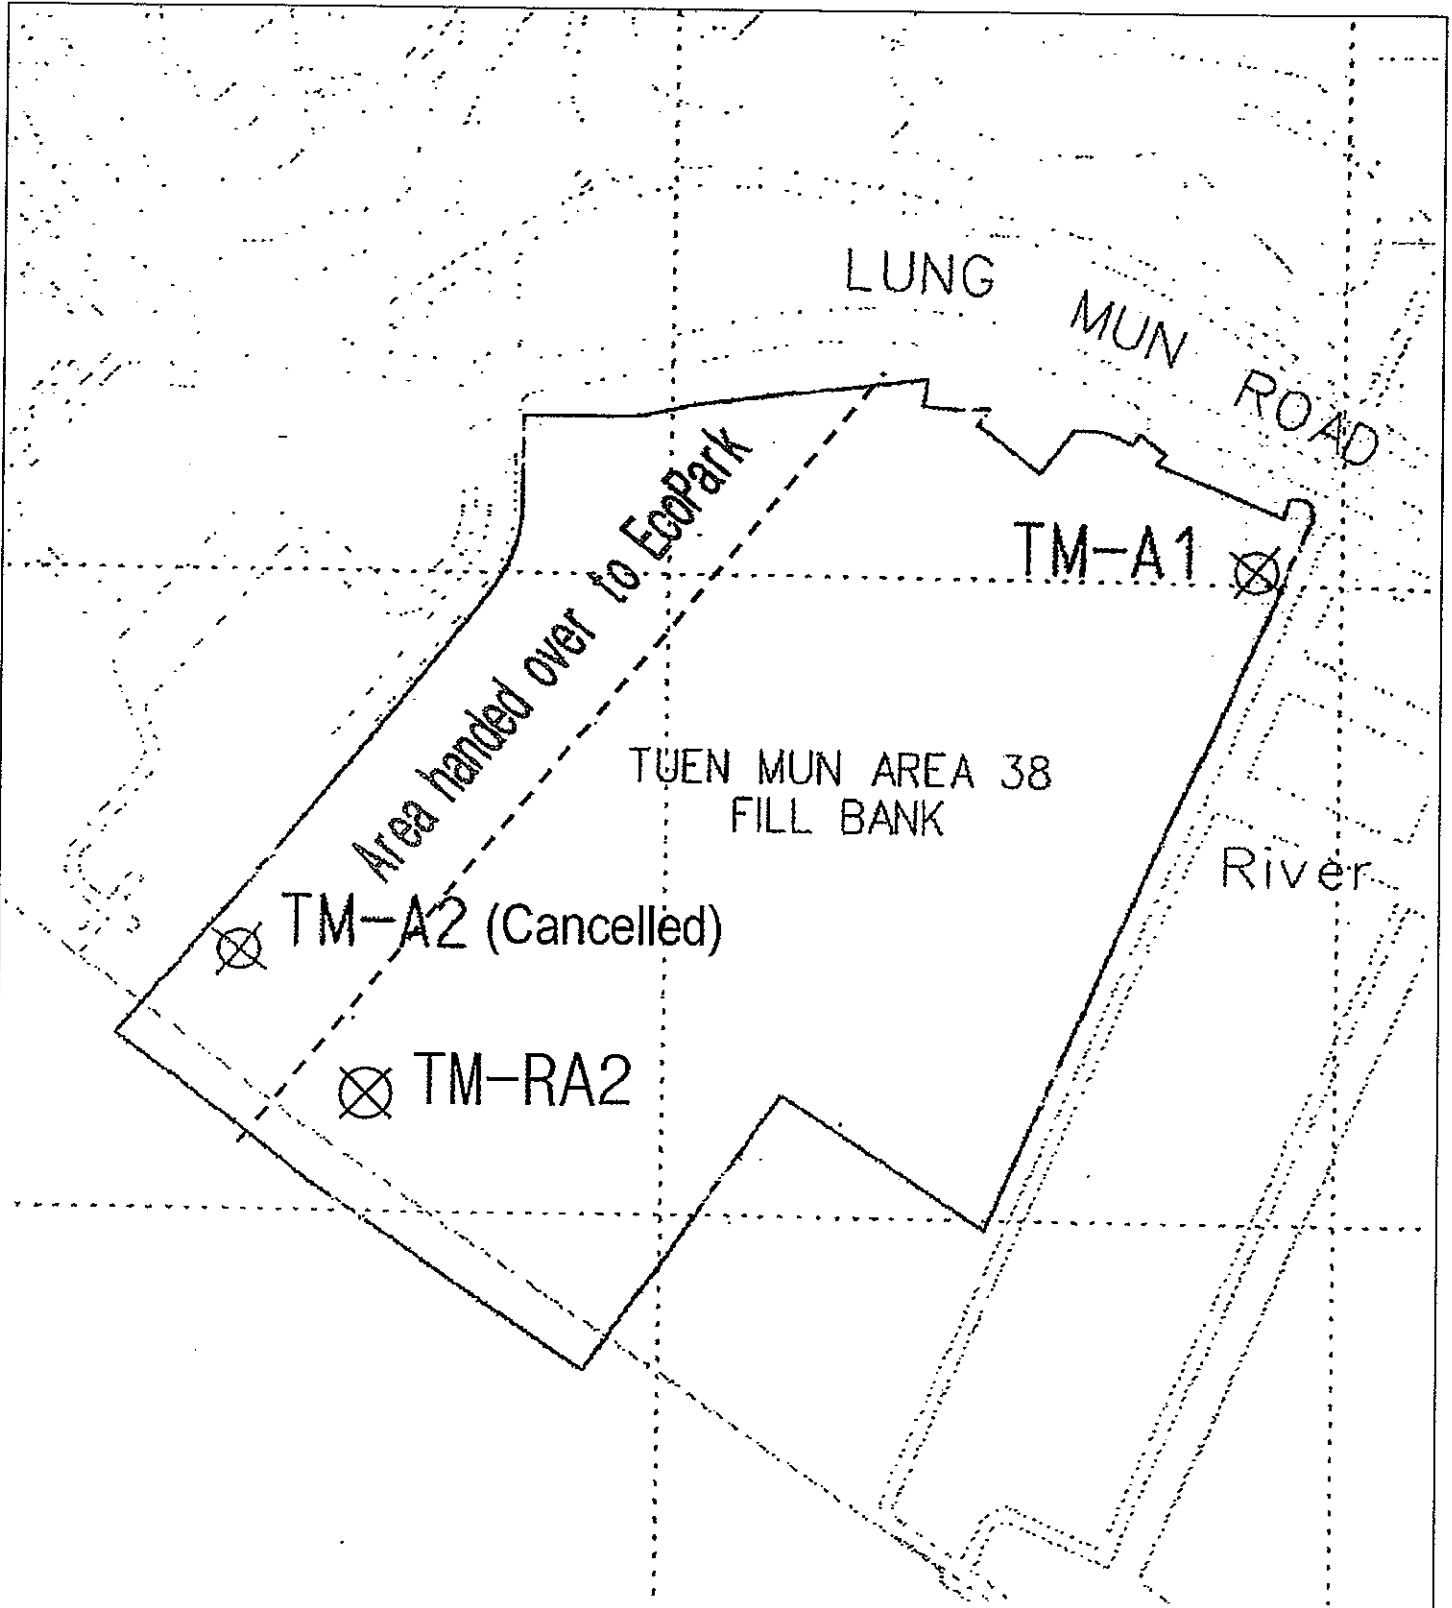 LUNG MUN ROAD
Area handed over to EcoPark
TM-A1
TUEN MUN AREA 38
FILL BANK
River
TM-A2 (Cancelled)
TM-RA2